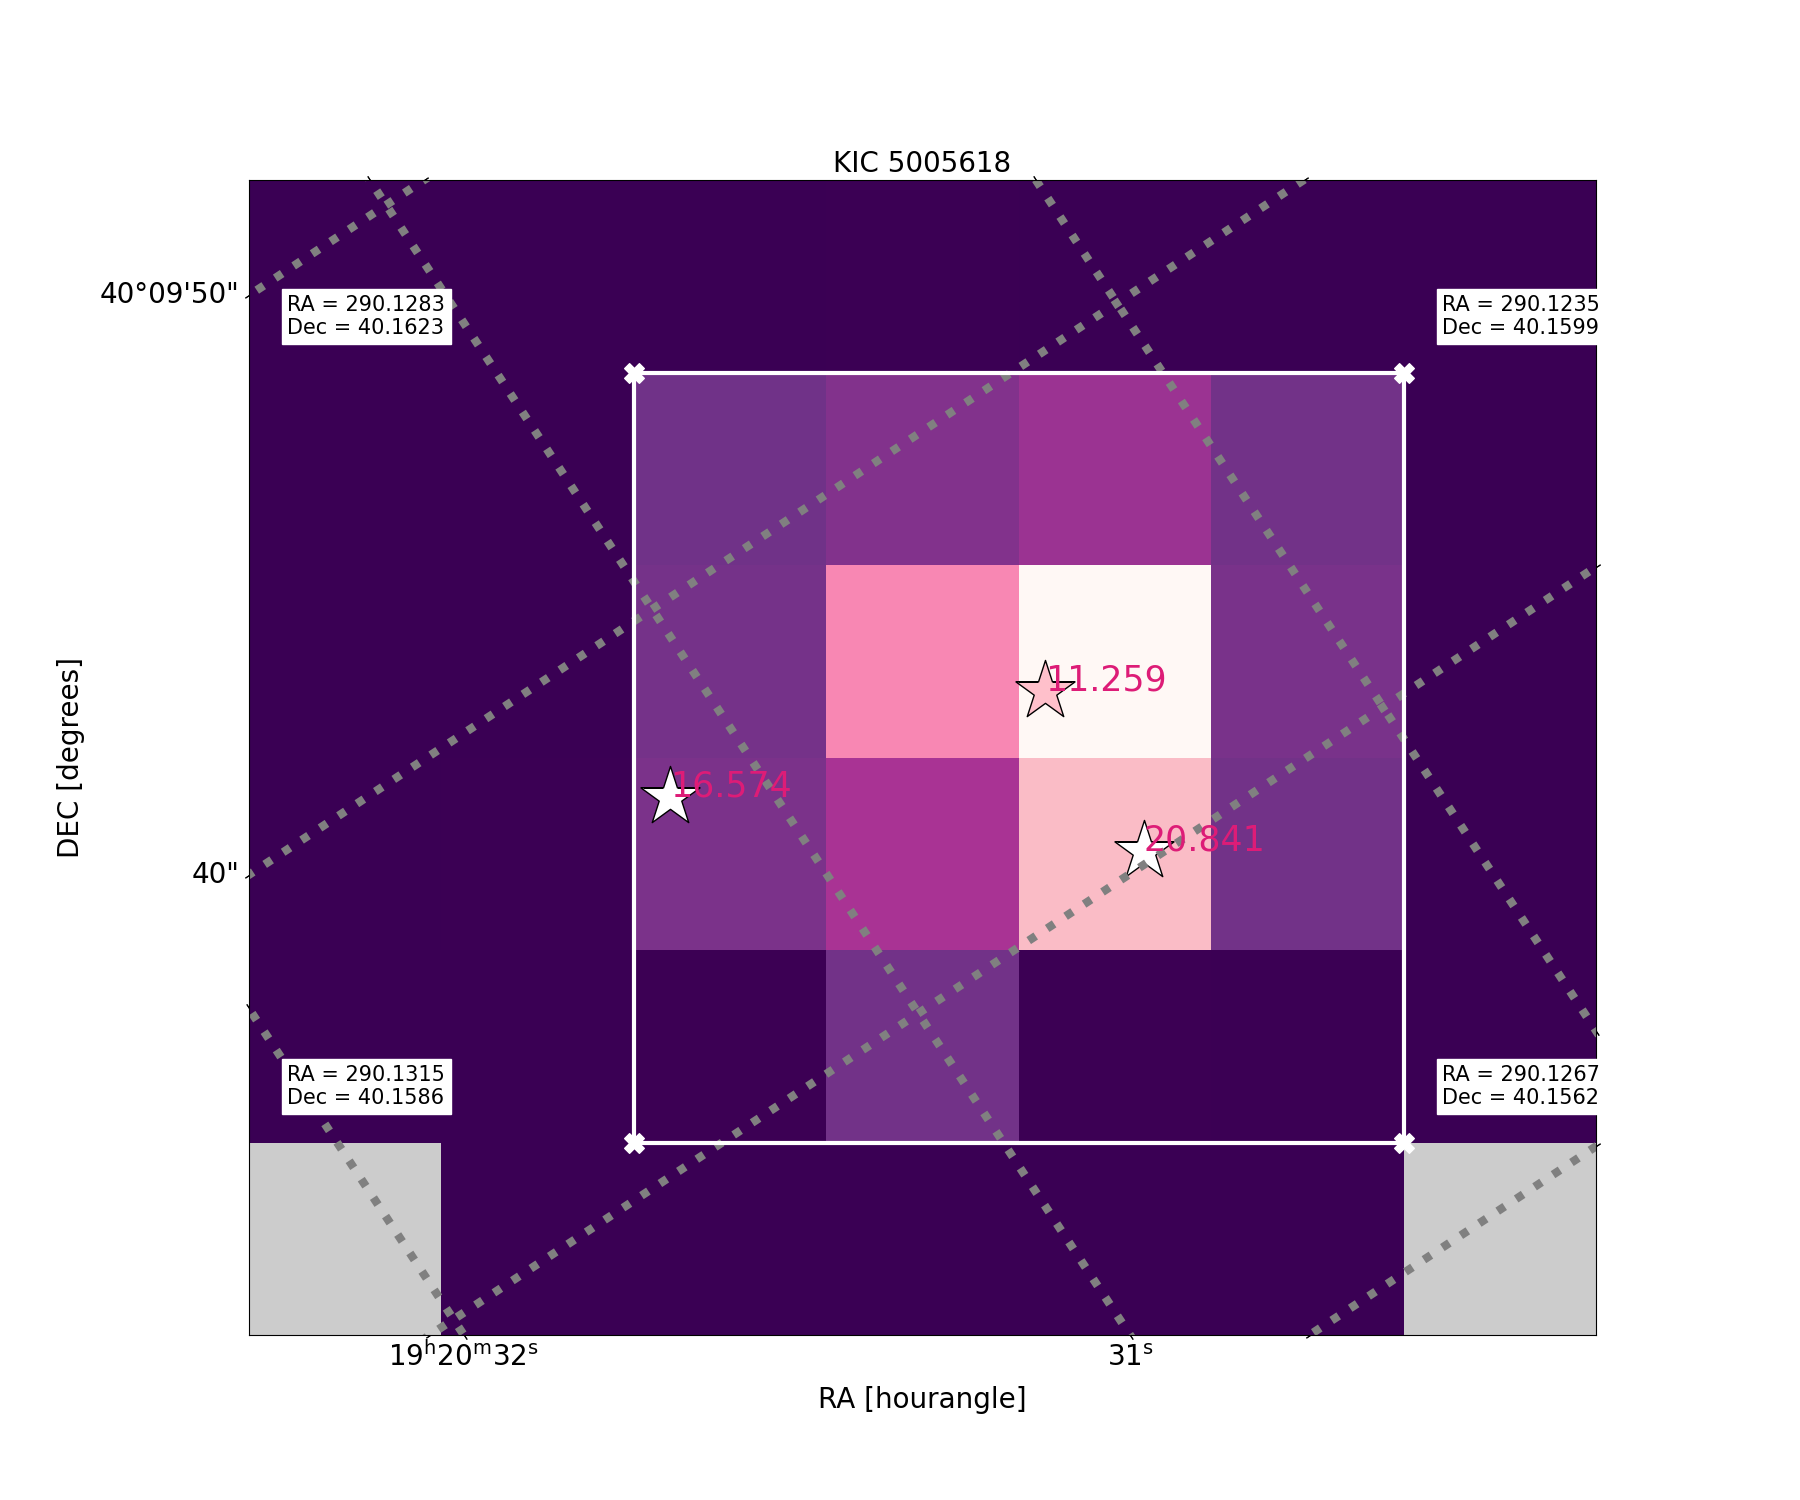 KIC 5005618
40°09'50"
RA = 290.1283
Dec = 40.1623
RA = 290.1235
Dec = 40.1599
11.259
16.574
20.841
DEC [degrees]
40"
RA = 290.1315
Dec = 40.1586
RA = 290.1267
Dec = 40.1562
19ʰ20ᵐ32ˢ
31ˢ
RA [hourangle]